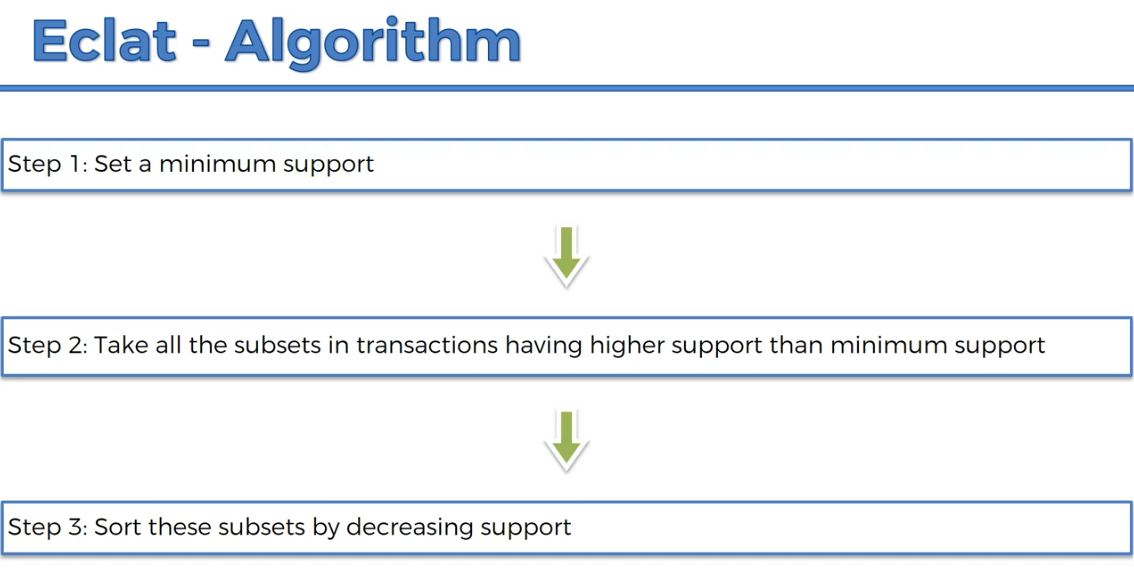 Eclat - Algorithm
Step 1: Set a minimum support
Step 2: Take all the subsets in transactions having higher support than minimum support
Step 3: Sort these subsets by decreasing support